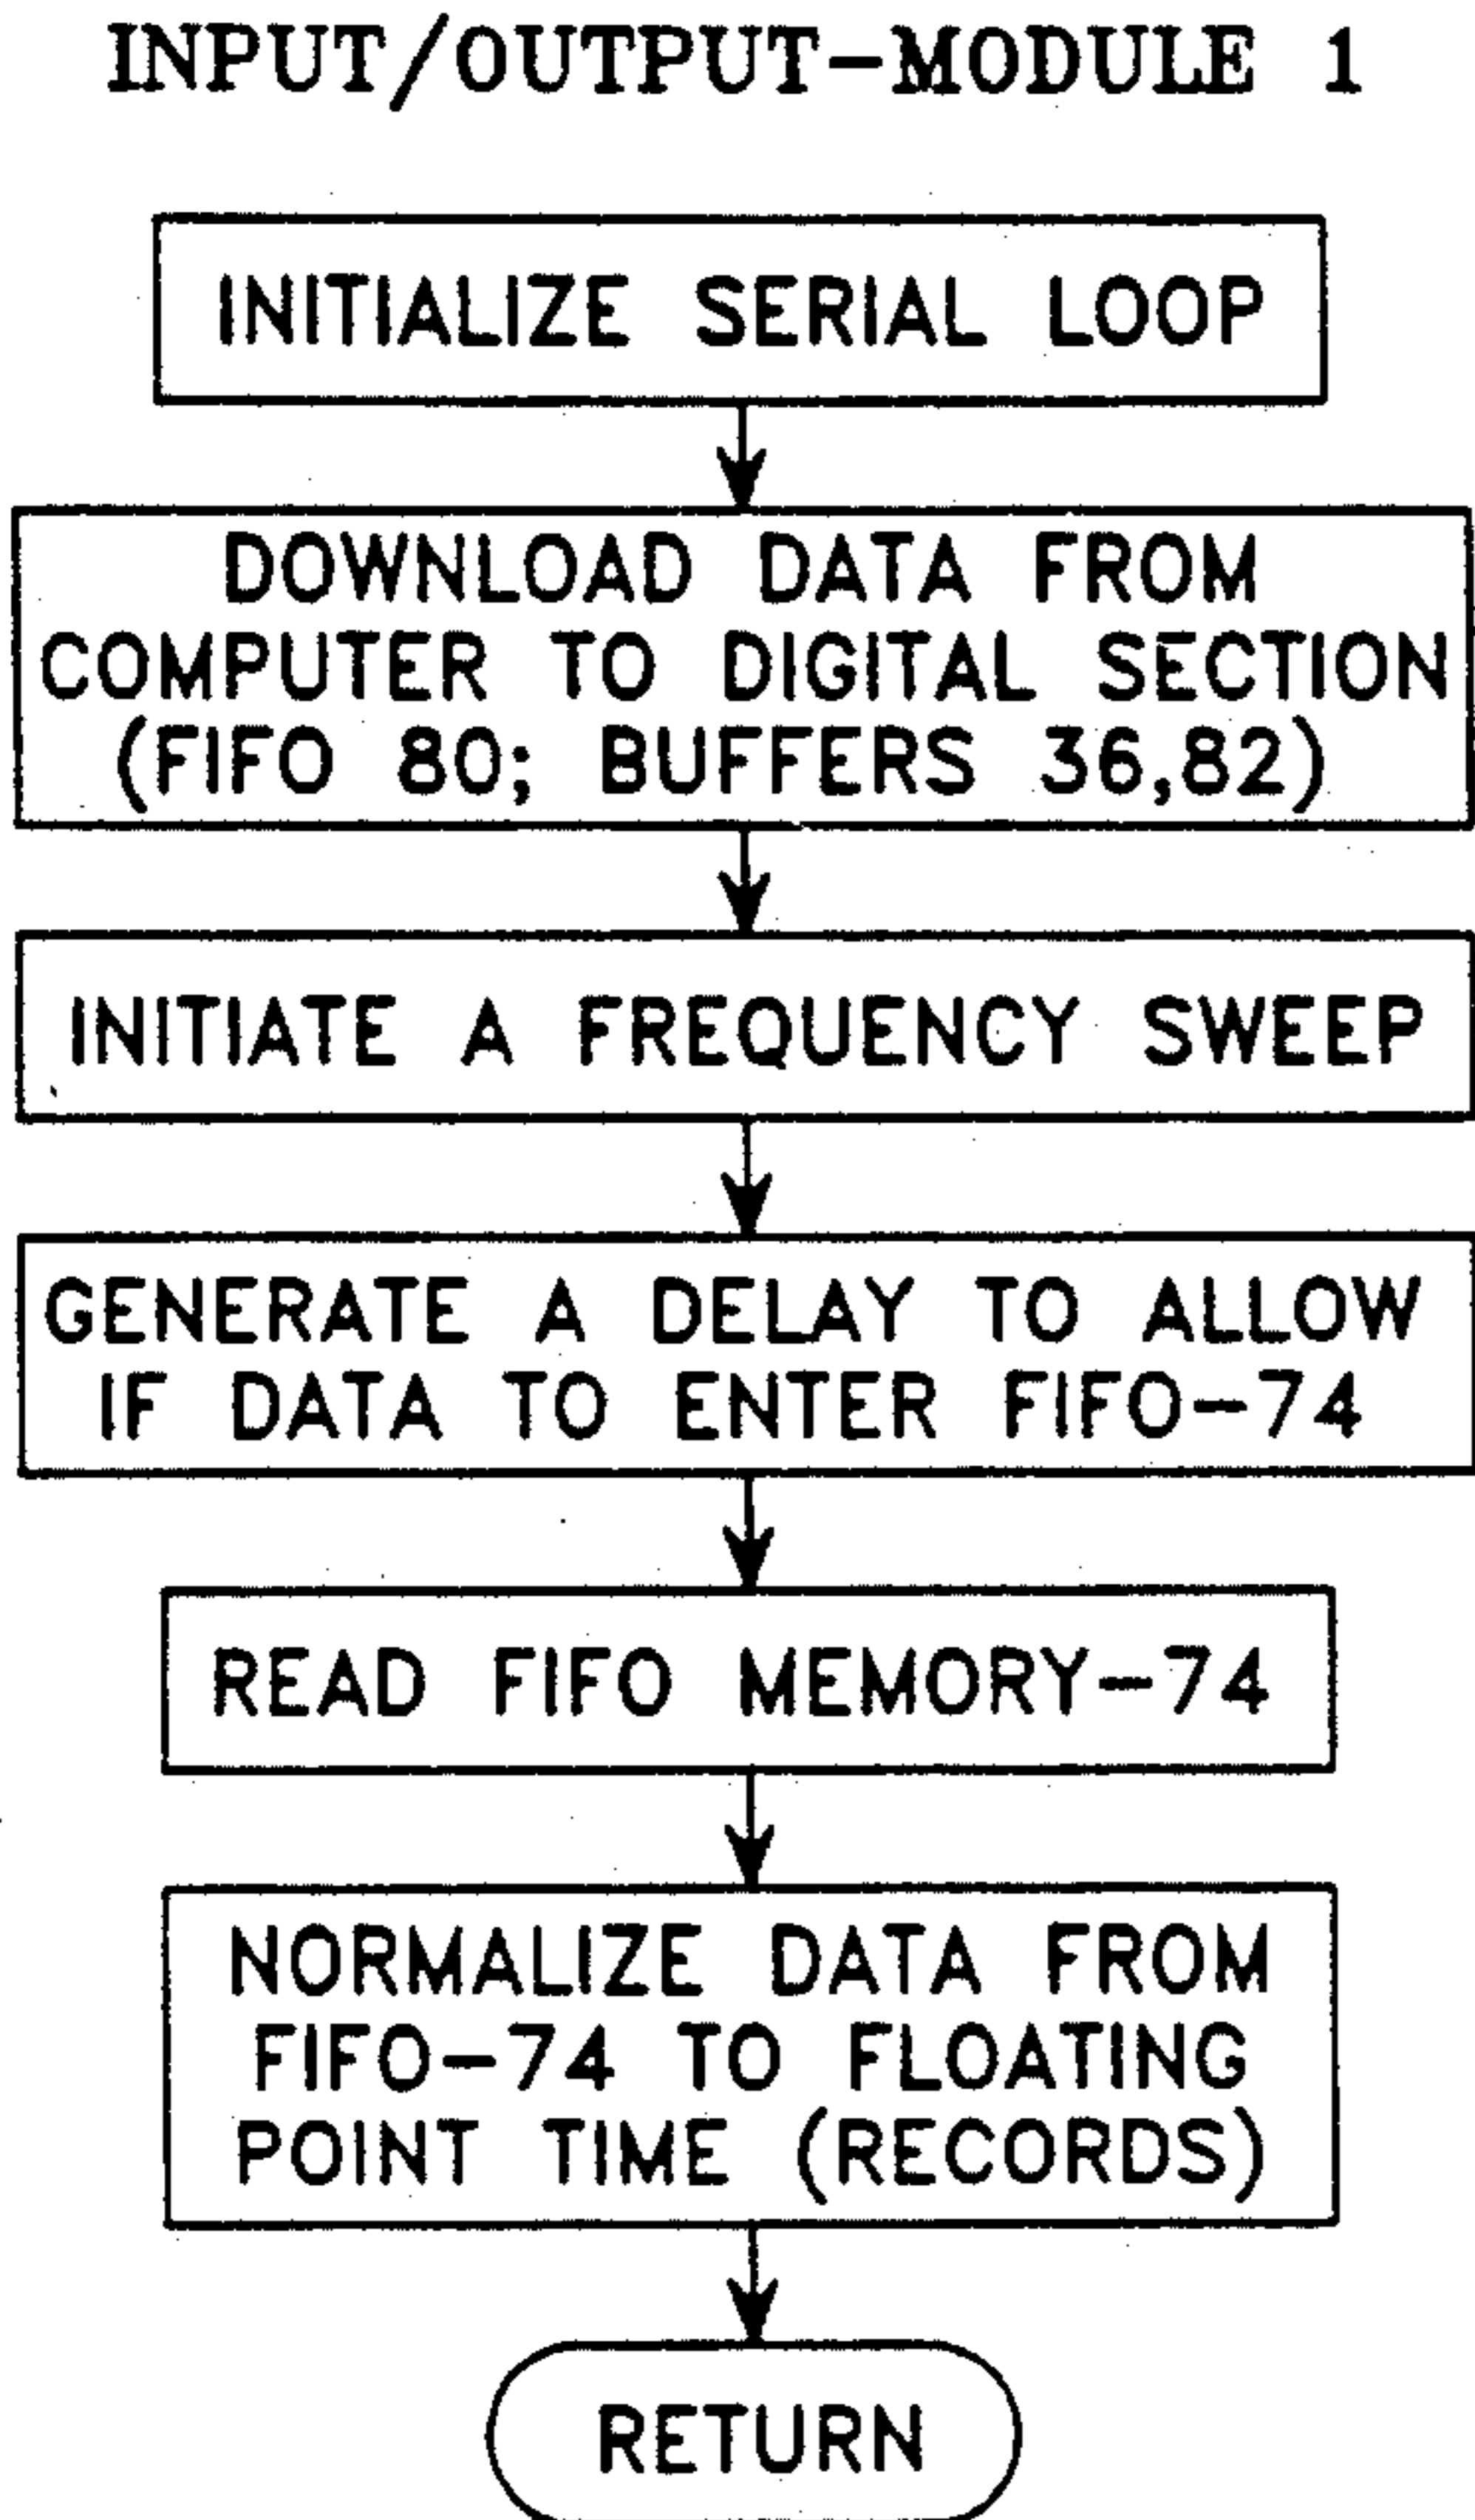 INPUT/OUTPUT-MODULE 1
INITIALIZE SERIAL LOOP
DOWNLOAD DATA FROM
COMPUTER TO DIGITAL SECTION
(FIFO 80; BUFFERS 36,82)
INITIATE A FREQUENCY SWEEP
GENERATE A DELAY TO ALLOW
IF DATA TO ENTER FIFO-74
READ FIFO MEMORY-74
NORMALIZE DATA FROM
FIFO-74 TO FLOATING
POINT TIME (RECORDS)
RETURN